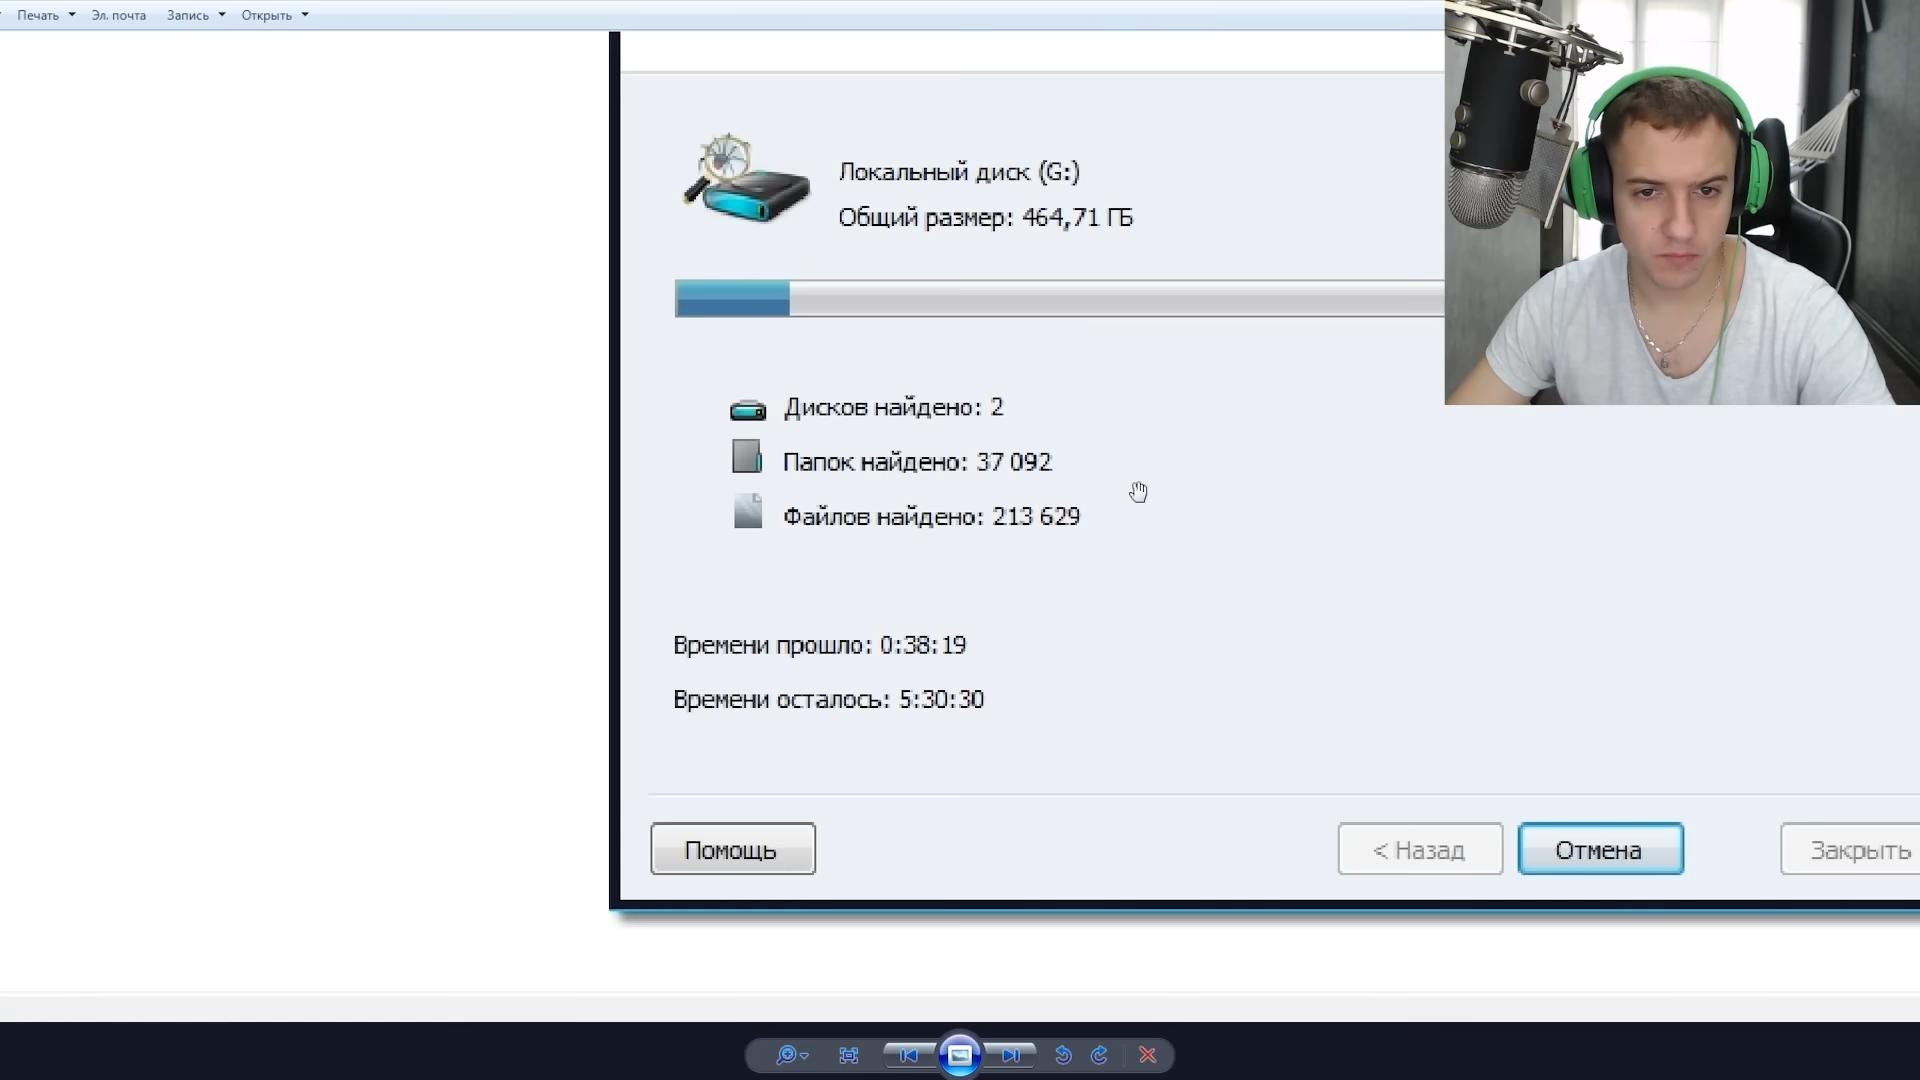 Печать Эл. почта Запись Открыть
Локальный диск (G:)
Общий размер: 464,71 ГБ
Дисков найдено: 2
Папок найдено: 37 092
Файлов найдено: 213 629
Времени прошло: 0:38:19
Времени осталось: 5:30:30
Помощь < Назад Отмена Закрыть